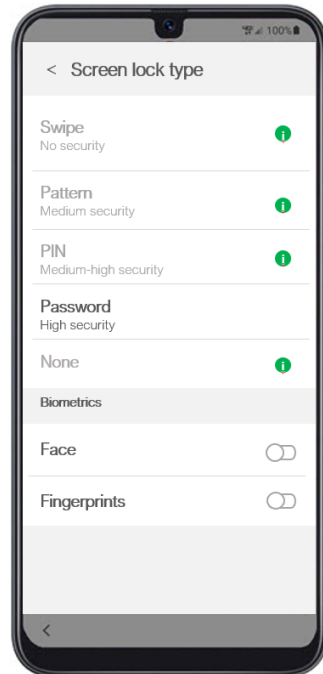 100%
< Screen lock type
Swipe
No security
Pattern
Medium security
PIN
Medium-high security
Password
High security
None
Biometrics
Face
Fingerprints